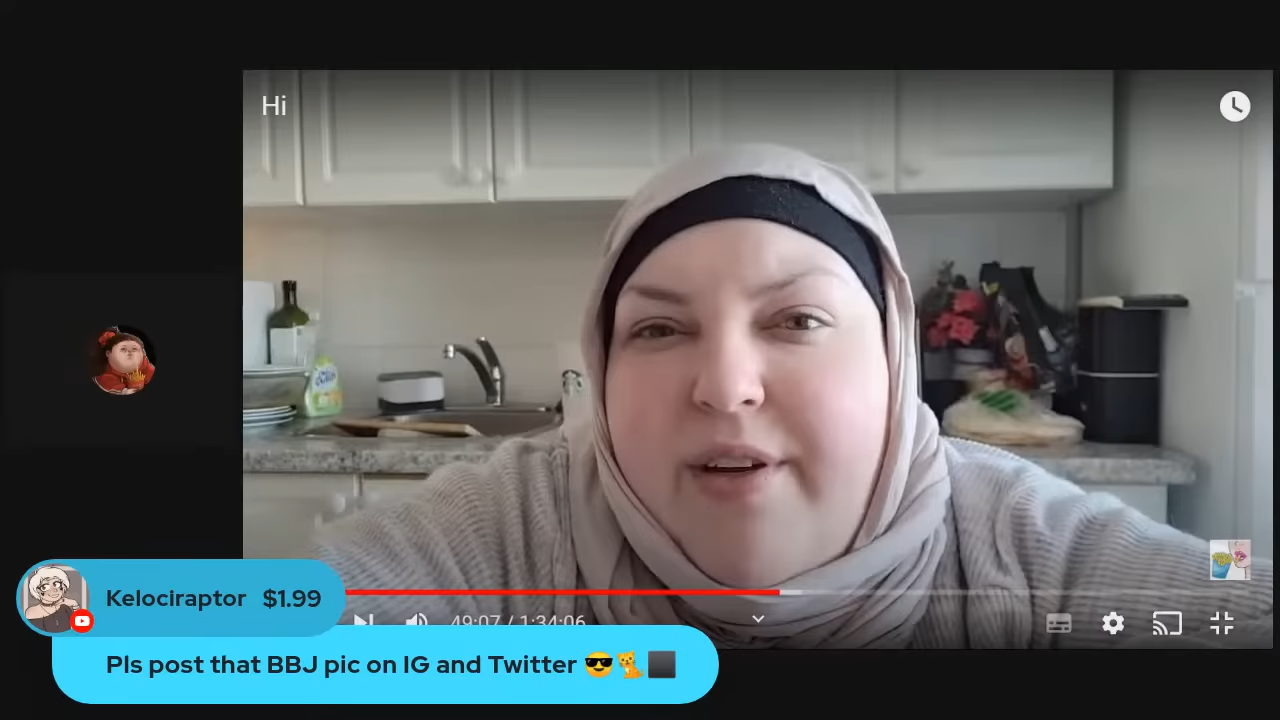 Hi
49:07 / 1:34:06
Kelociraptor $1.99
Pls post that BBJ pic on IG and Twitter 😎🐈⬛